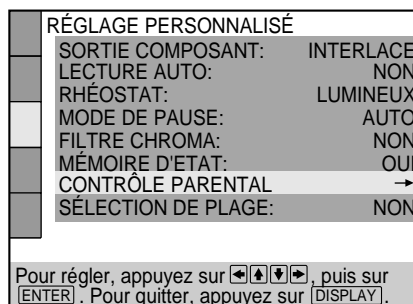 RÉGLAGE PERSONNALISÉ
SORTIE COMPOSANT: INTERLACE
LECTURE AUTO: NON
RHÉOSTAT: LUMINEUX
MODE DE PAUSE: AUTO
FILTRE CHROMA: NON
MÉMOIRE D'ETAT: OUI
CONTRÔLE PARENTAL →
SÉLECTION DE PLAGE: NON
Pour régler, appuyez sur ←↑↓→, puis sur
ENTER . Pour quitter, appuyez sur DISPLAY .